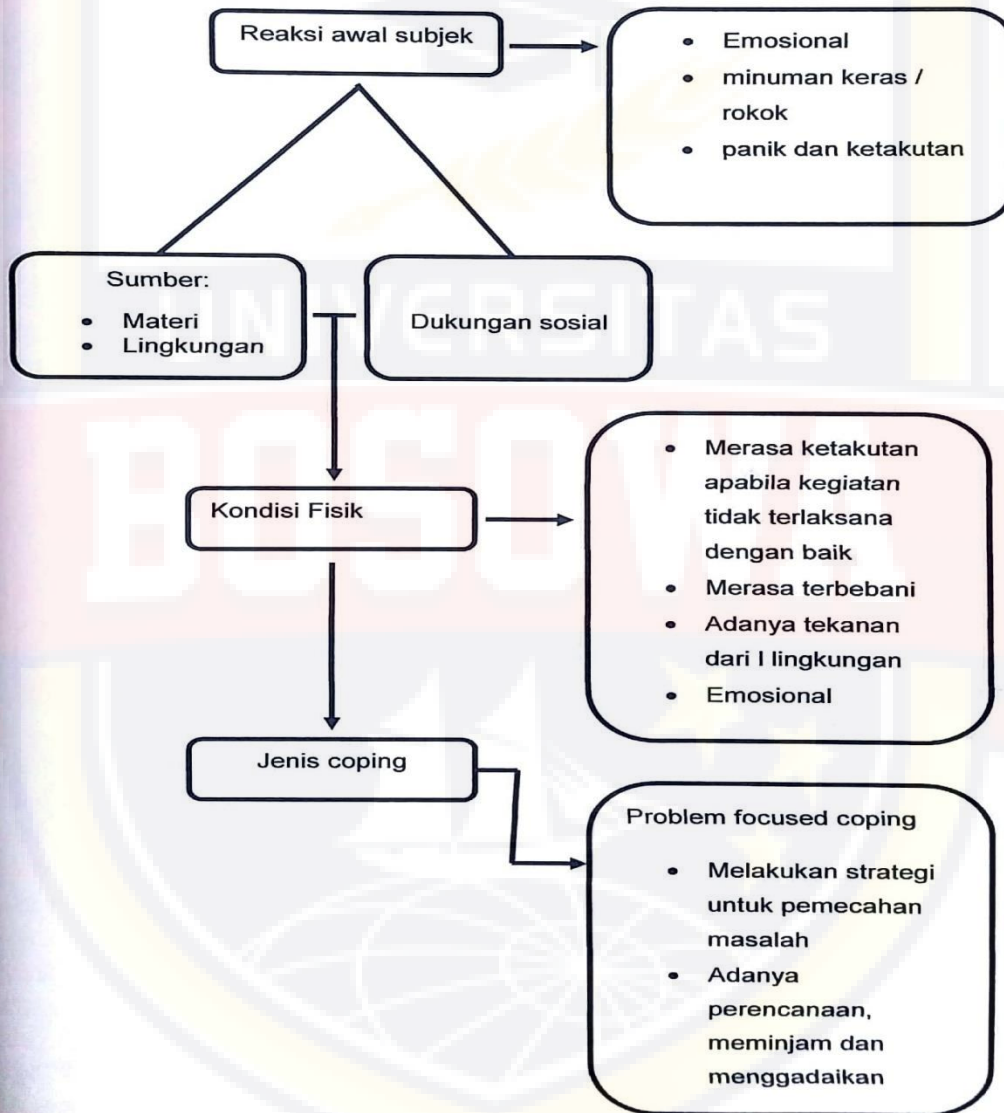 Reaksi awal subjek
• Emosional
• minuman keras /
rokok
• panik dan ketakutan
Sumber:
• Materi
• Lingkungan
Dukungan sosial
UNIVERSITAS
BOSOWA
Kondisi Fisik
• Merasa ketakutan
apabila kegiatan
tidak terlaksana
dengan baik
• Merasa terbebani
• Adanya tekanan
dari l lingkungan
• Emosional
Jenis coping
Problem focused coping
• Melakukan strategi
untuk pemecahan
masalah
• Adanya
perencanaan,
meminjam dan
menggadaikan